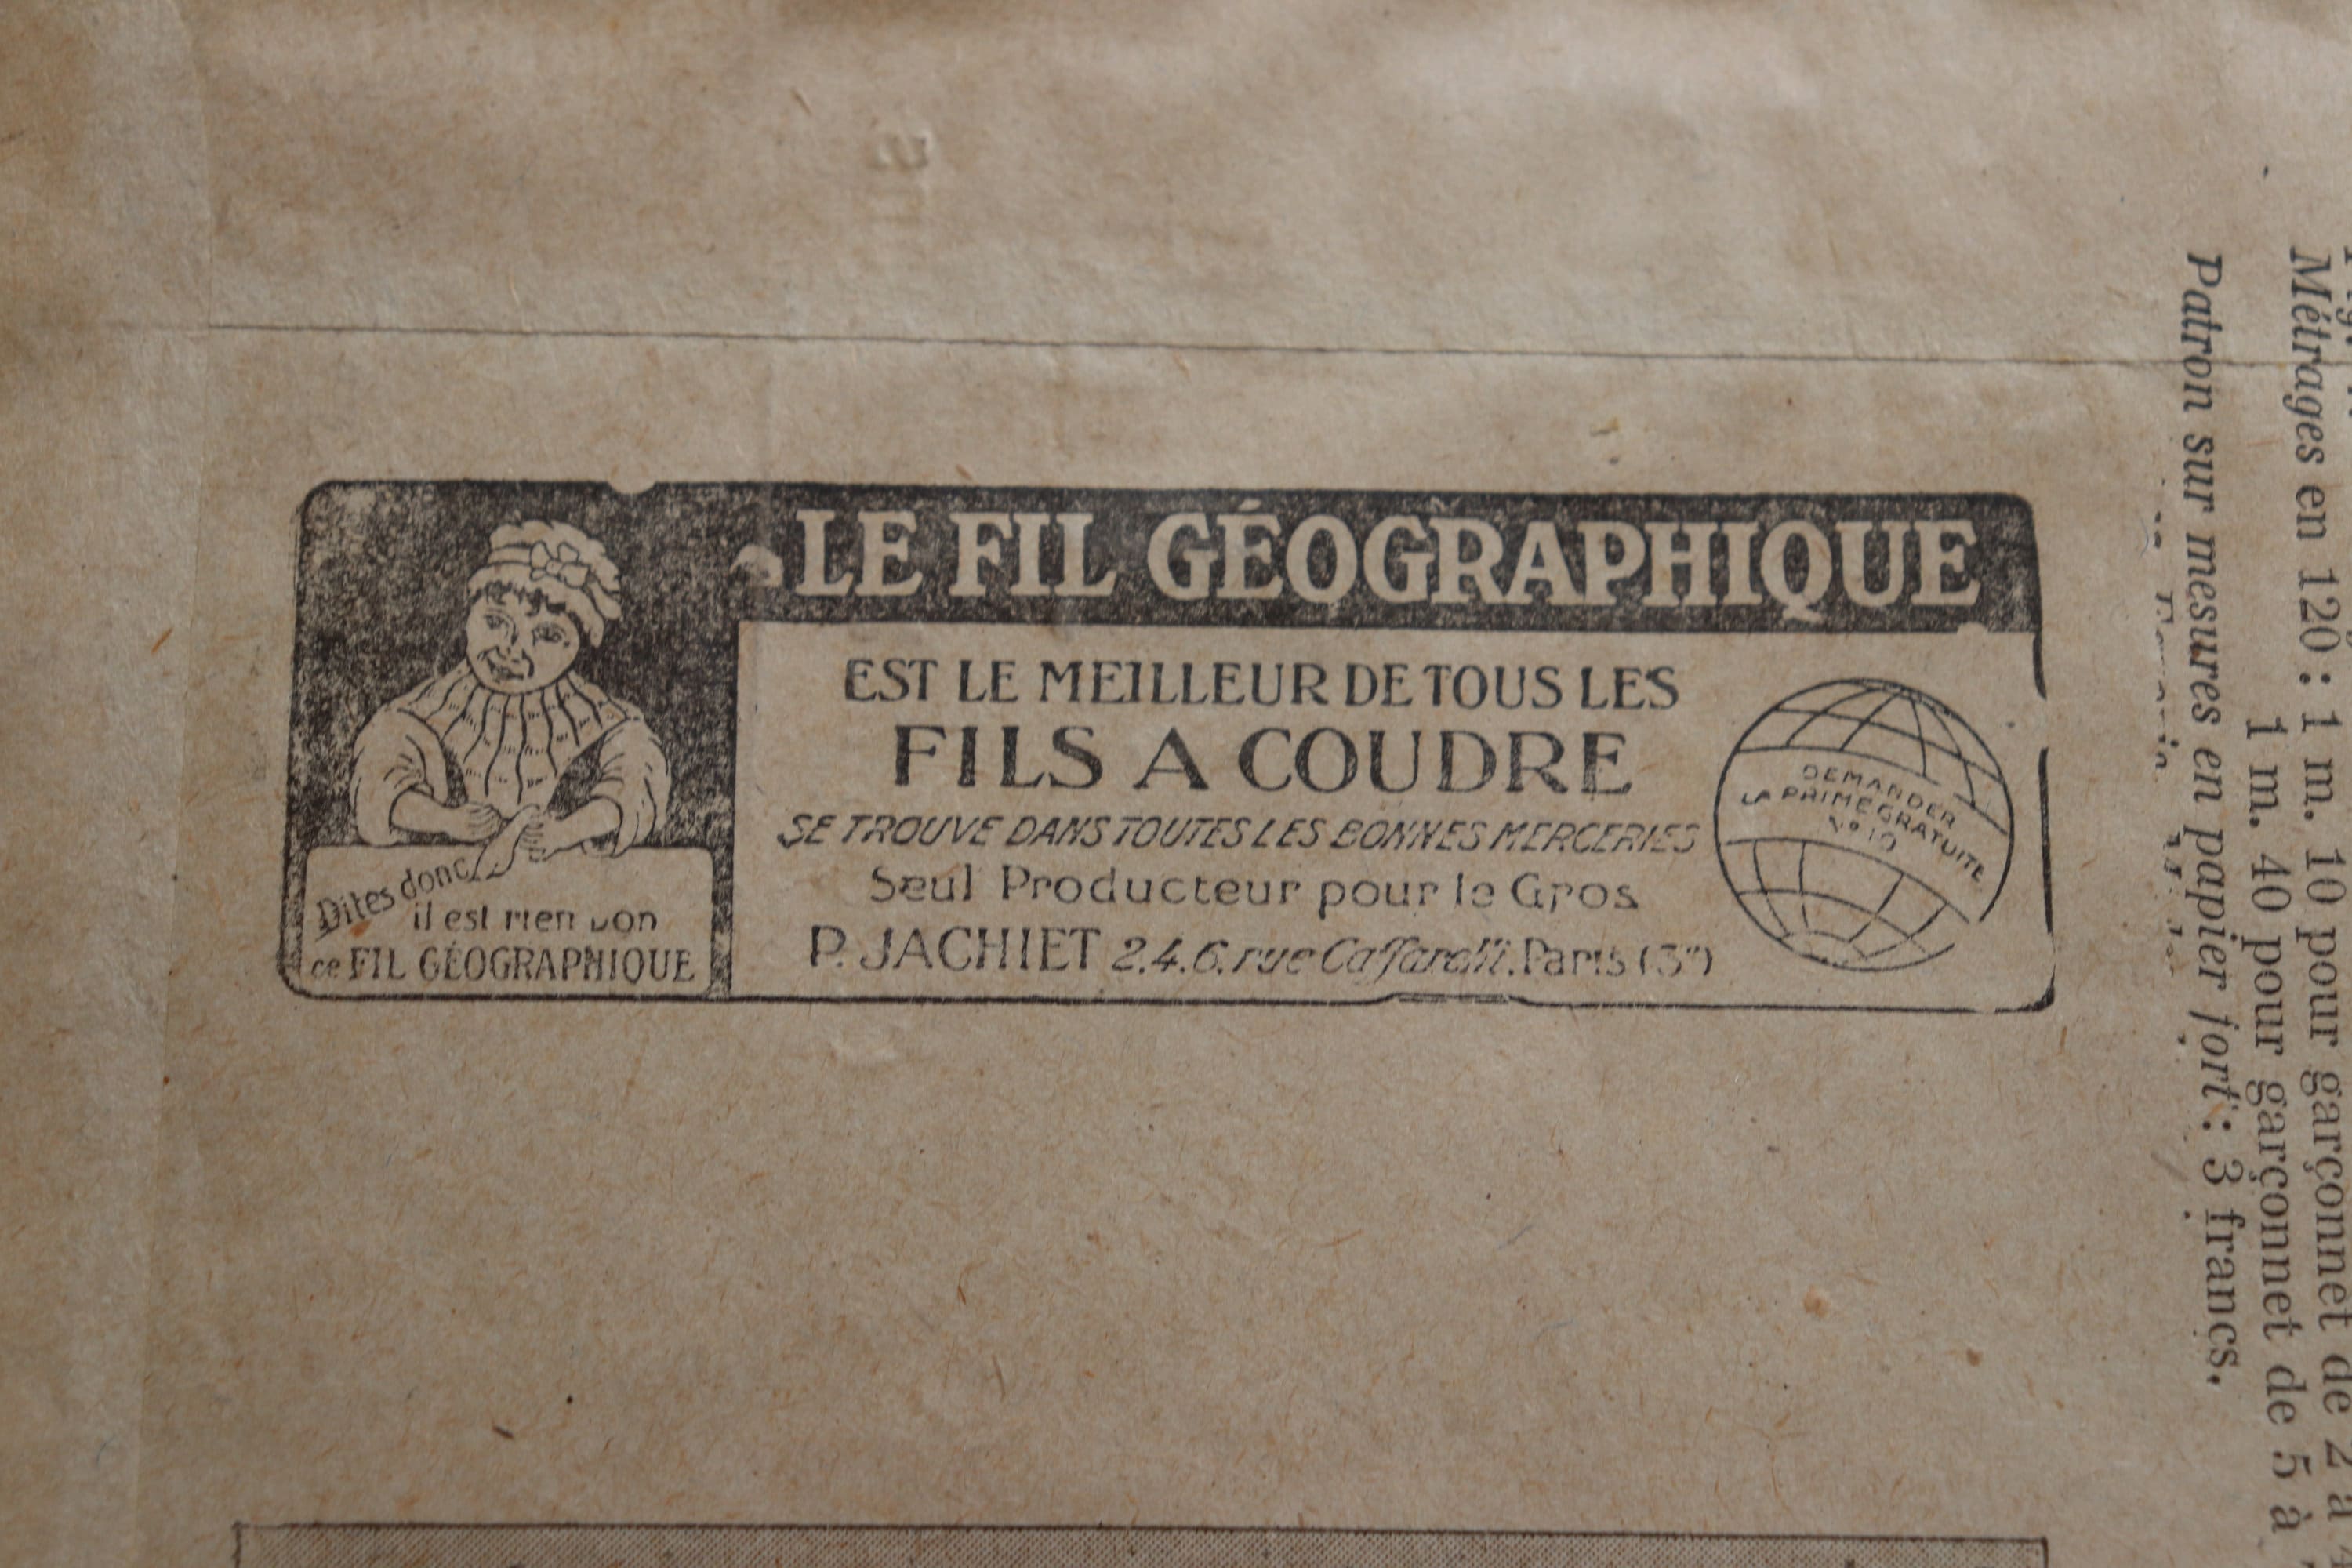 LE FIL GÉOGRAPHIQUE
EST LE MEILLEUR DE TOUS LES
FILS A COUDRE
SE TROUVE DANS TOUTES LES BONNES MERCERIES
Seul Producteur pour le Gros
P. JACHIET 2.4.6. rue Caffarelli. Paris (3e)
DEMANDER
LA PRIME GRATUITE
No 10
Dites donc
il est rien bon
ce FIL GÉOGRAPHIQUE
Métrages en 120 : 1 m. 10 pour garçonnet de 2 à
1 m. 40 pour garçonnet de 5 à
Patron sur mesures en papier fort : 3 francs.